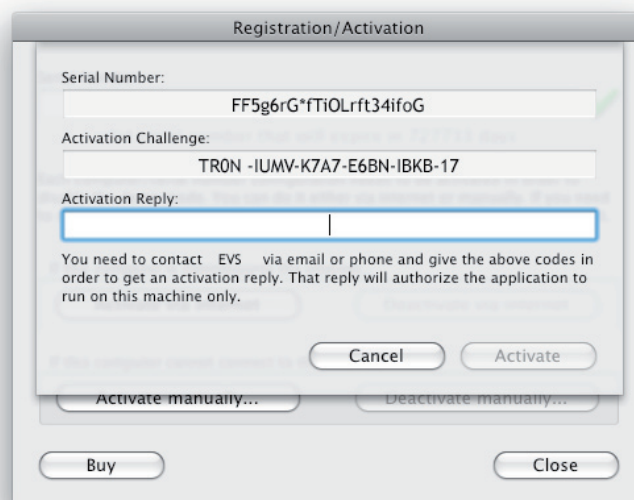 Registration/Activation
Serial Number:
FF5g6rG*fTiOLrft34ifoG
Activation Challenge:
TR0N -IUMV-K7A7-E6BN-IBKB-17
Activation Reply:
You need to contact EVS via email or phone and give the above codes in
order to get an activation reply. That reply will authorize the application to
run on this machine only.
Cancel
Activate
Activate manually...
Deactivate manually...
Buy
Close